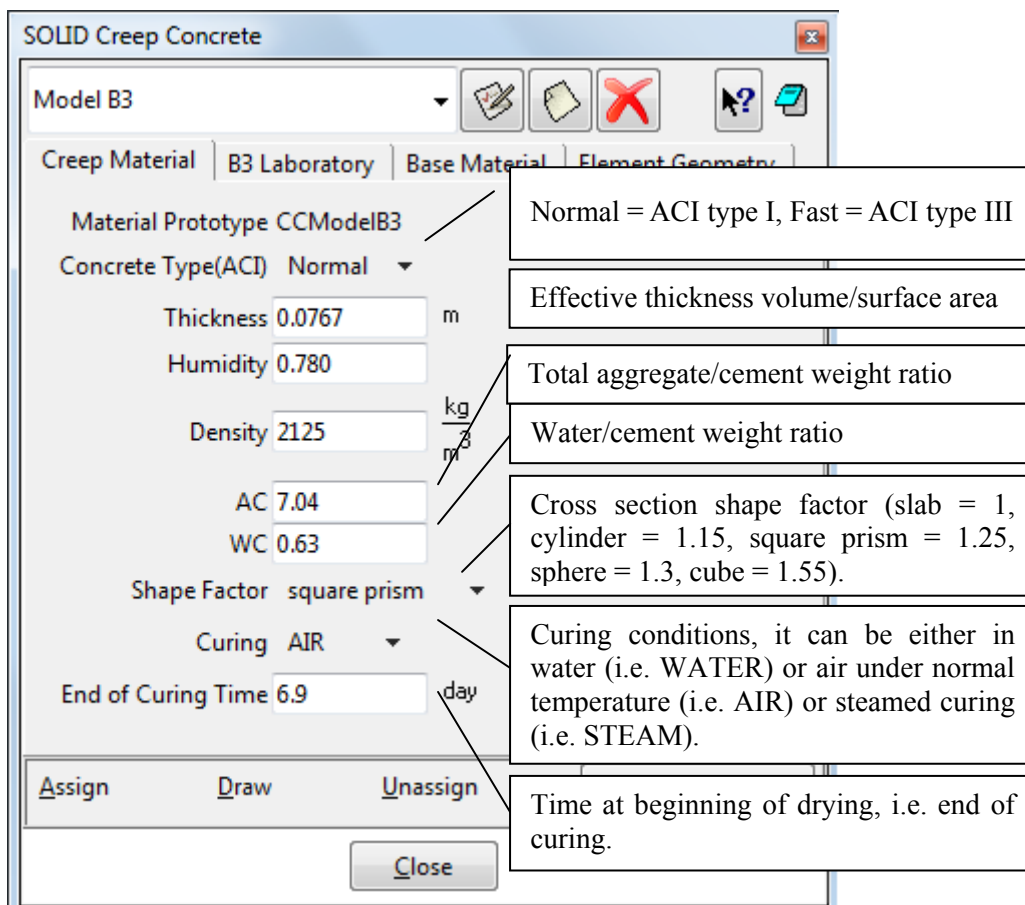 SOLID Creep Concrete
Model B3
?
Creep Material B3 Laboratory Base Material Element Geometry
Material Prototype CCModelB3
Normal = ACI type I, Fast = ACI type III
Concrete Type(ACI) Normal
Effective thickness volume/surface area
Thickness 0.0767 m
Humidity 0.780
Total aggregate/cement weight ratio
Density 2125 kg
m3
Water/cement weight ratio
AC 7.04
WC 0.63
Cross section shape factor (slab = 1,
cylinder = 1.15, square prism = 1.25,
sphere = 1.3, cube = 1.55).
Shape Factor square prism
Curing AIR
Curing conditions, it can be either in
water (i.e. WATER) or air under normal
temperature (i.e. AIR) or steamed curing
(i.e. STEAM).
End of Curing Time 6.9 day
Assign Draw Unassign
Time at beginning of drying, i.e. end of
curing.
Close